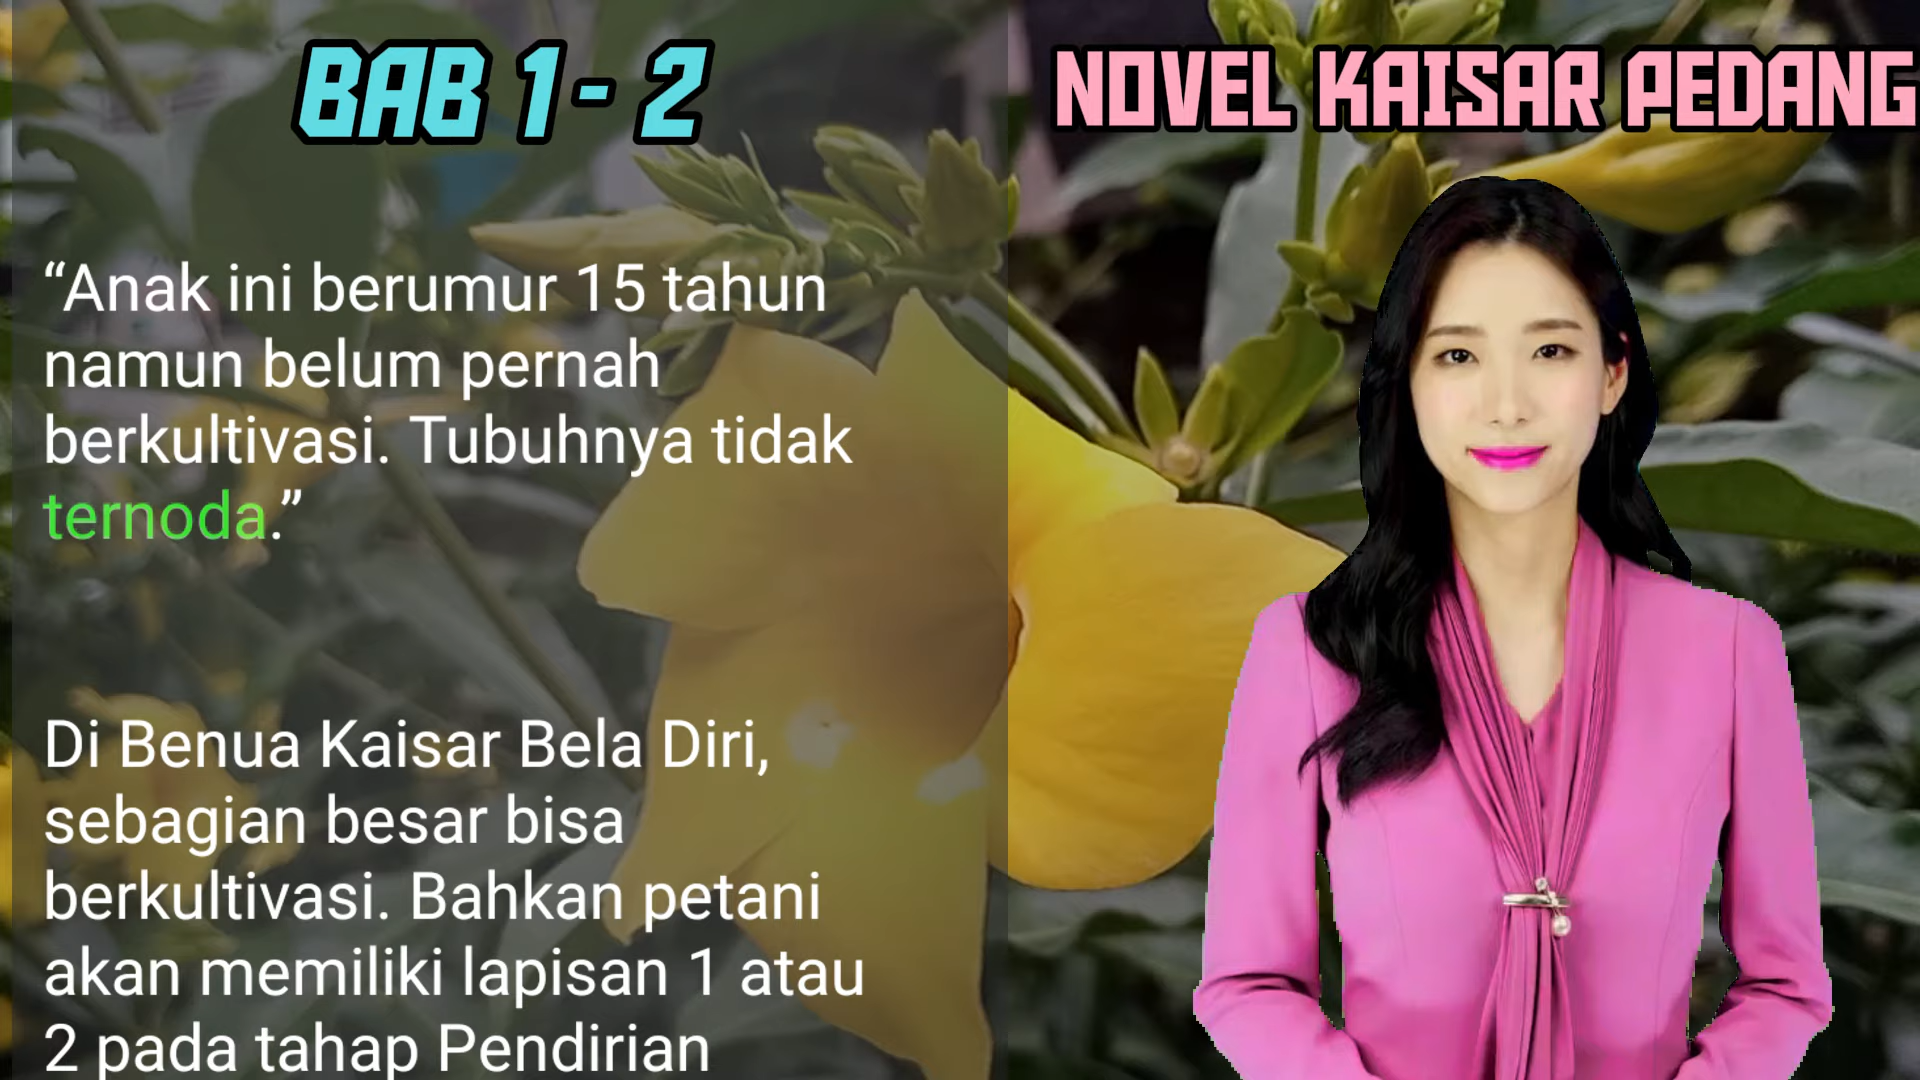 BAB 1 - 2
NOVEL KAISAR PEDANG
“Anak ini berumur 15 tahun
namun belum pernah
berkultivasi. Tubuhnya tidak
ternoda.”
Di Benua Kaisar Bela Diri,
sebagian besar bisa
berkultivasi. Bahkan petani
akan memiliki lapisan 1 atau
2 pada tahap Pendirian